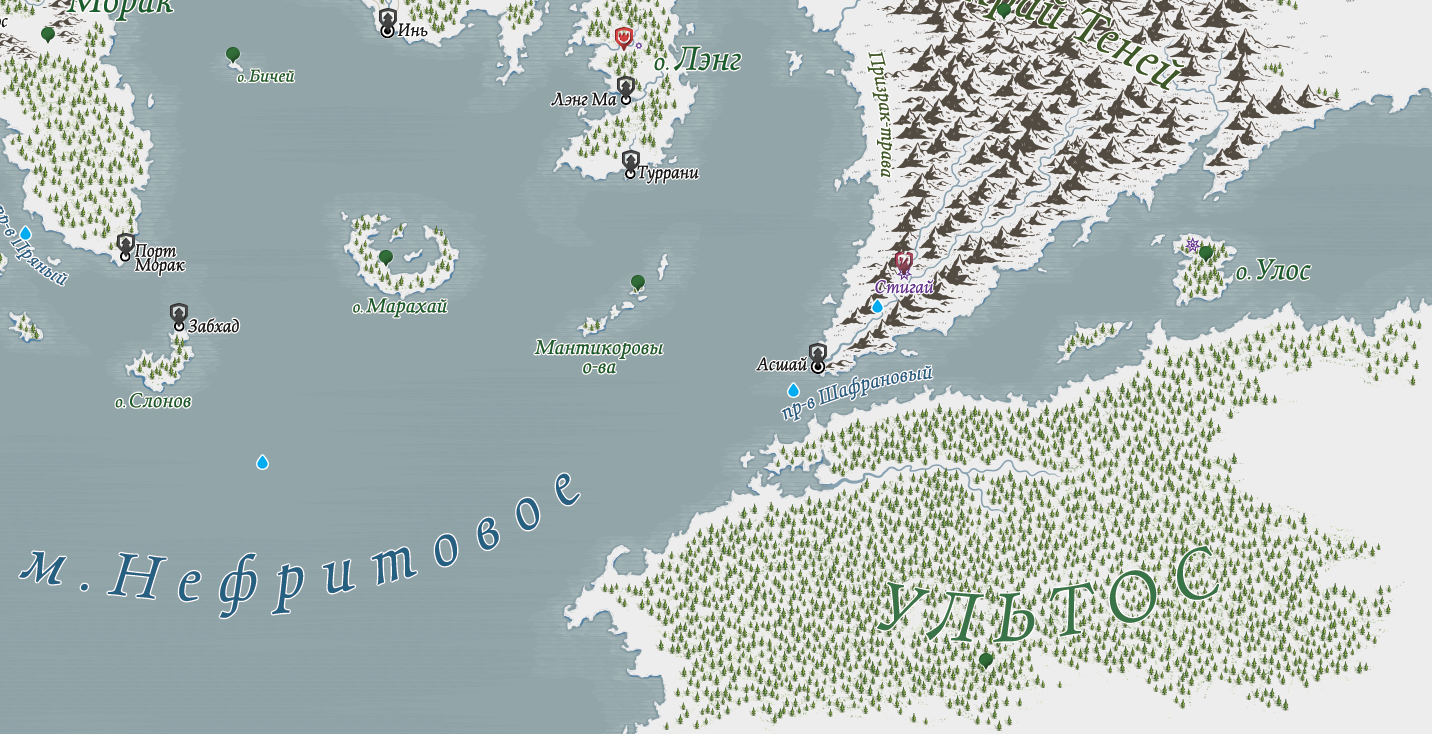 Морак
Инь
о.Бичей
о. Лэнг
Лэнг Ма
Туррани
Призрак-трава
Теней
пр-в Пряный
Порт
Морак
о.Марахай
Забхад
о.Слонов
Мантикоровы
о-ва
Стигай
Асшай
пр-в Шафрановый
о. Улос
м. Нефритовое
УЛЬТОС